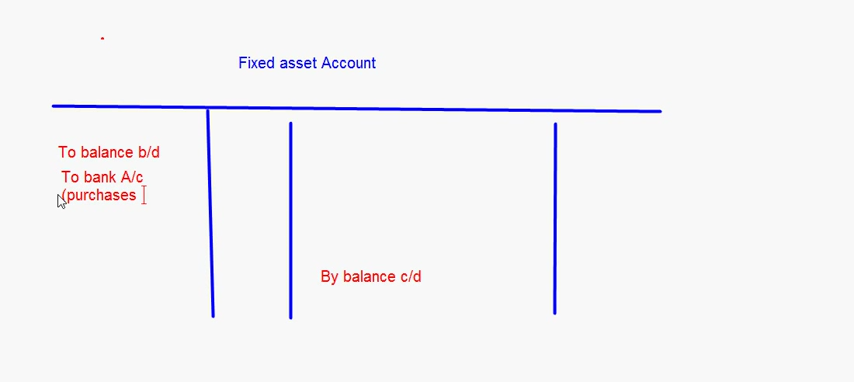 Fixed asset Account
To balance b/d
To bank A/c
(purchases
By balance c/d